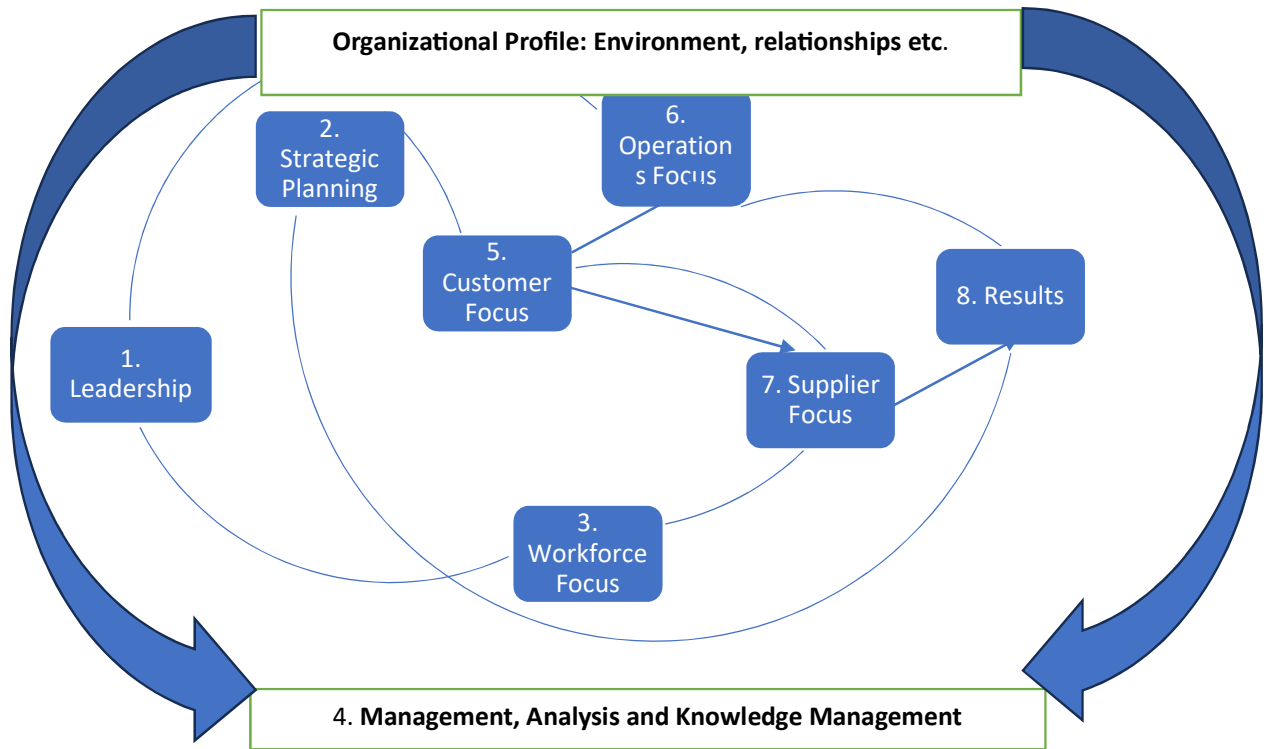 Organizational Profile: Environment, relationships etc.
2.
Strategic
Planning
6.
Operation
s Focus
5.
Customer
Focus
8. Results
1.
Leadership
7. Supplier
Focus
3.
Workforce
Focus
4. Management, Analysis and Knowledge Management